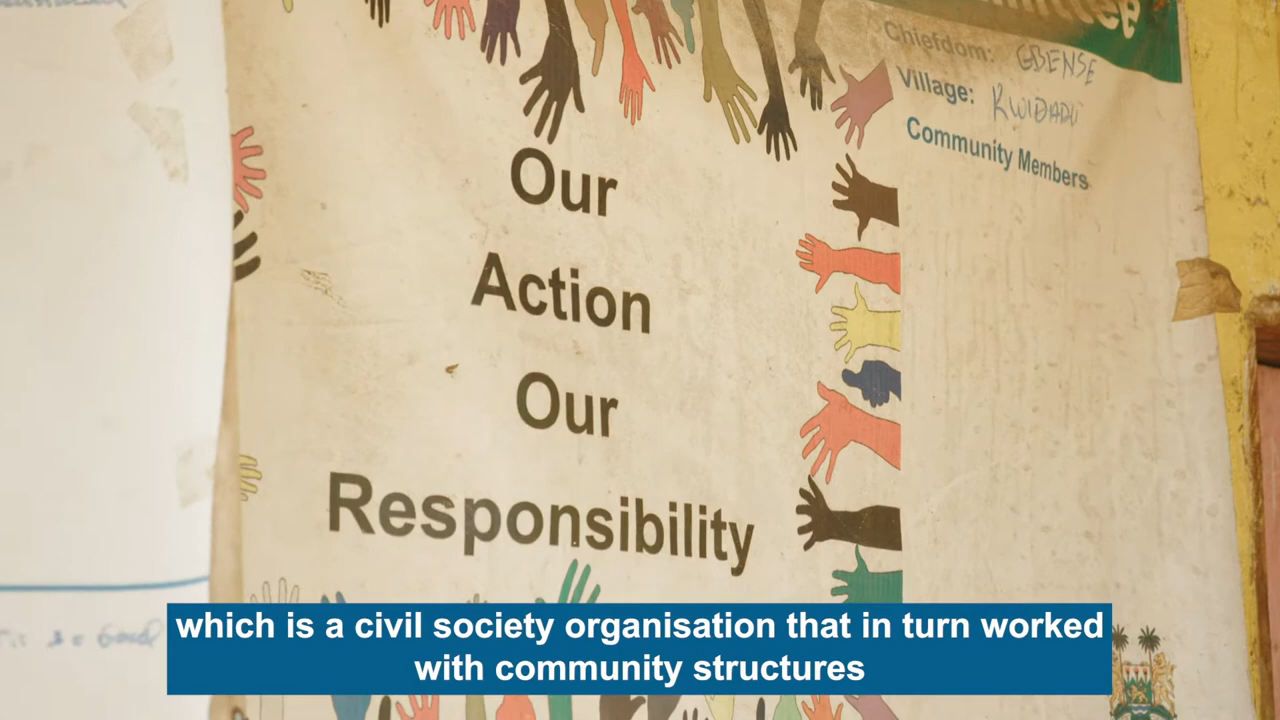 Chiefdom: GBENSE
Village: KWIDADU
Community Members
Our
Action
Our
Responsibility
which is a civil society organisation that in turn worked
with community structures